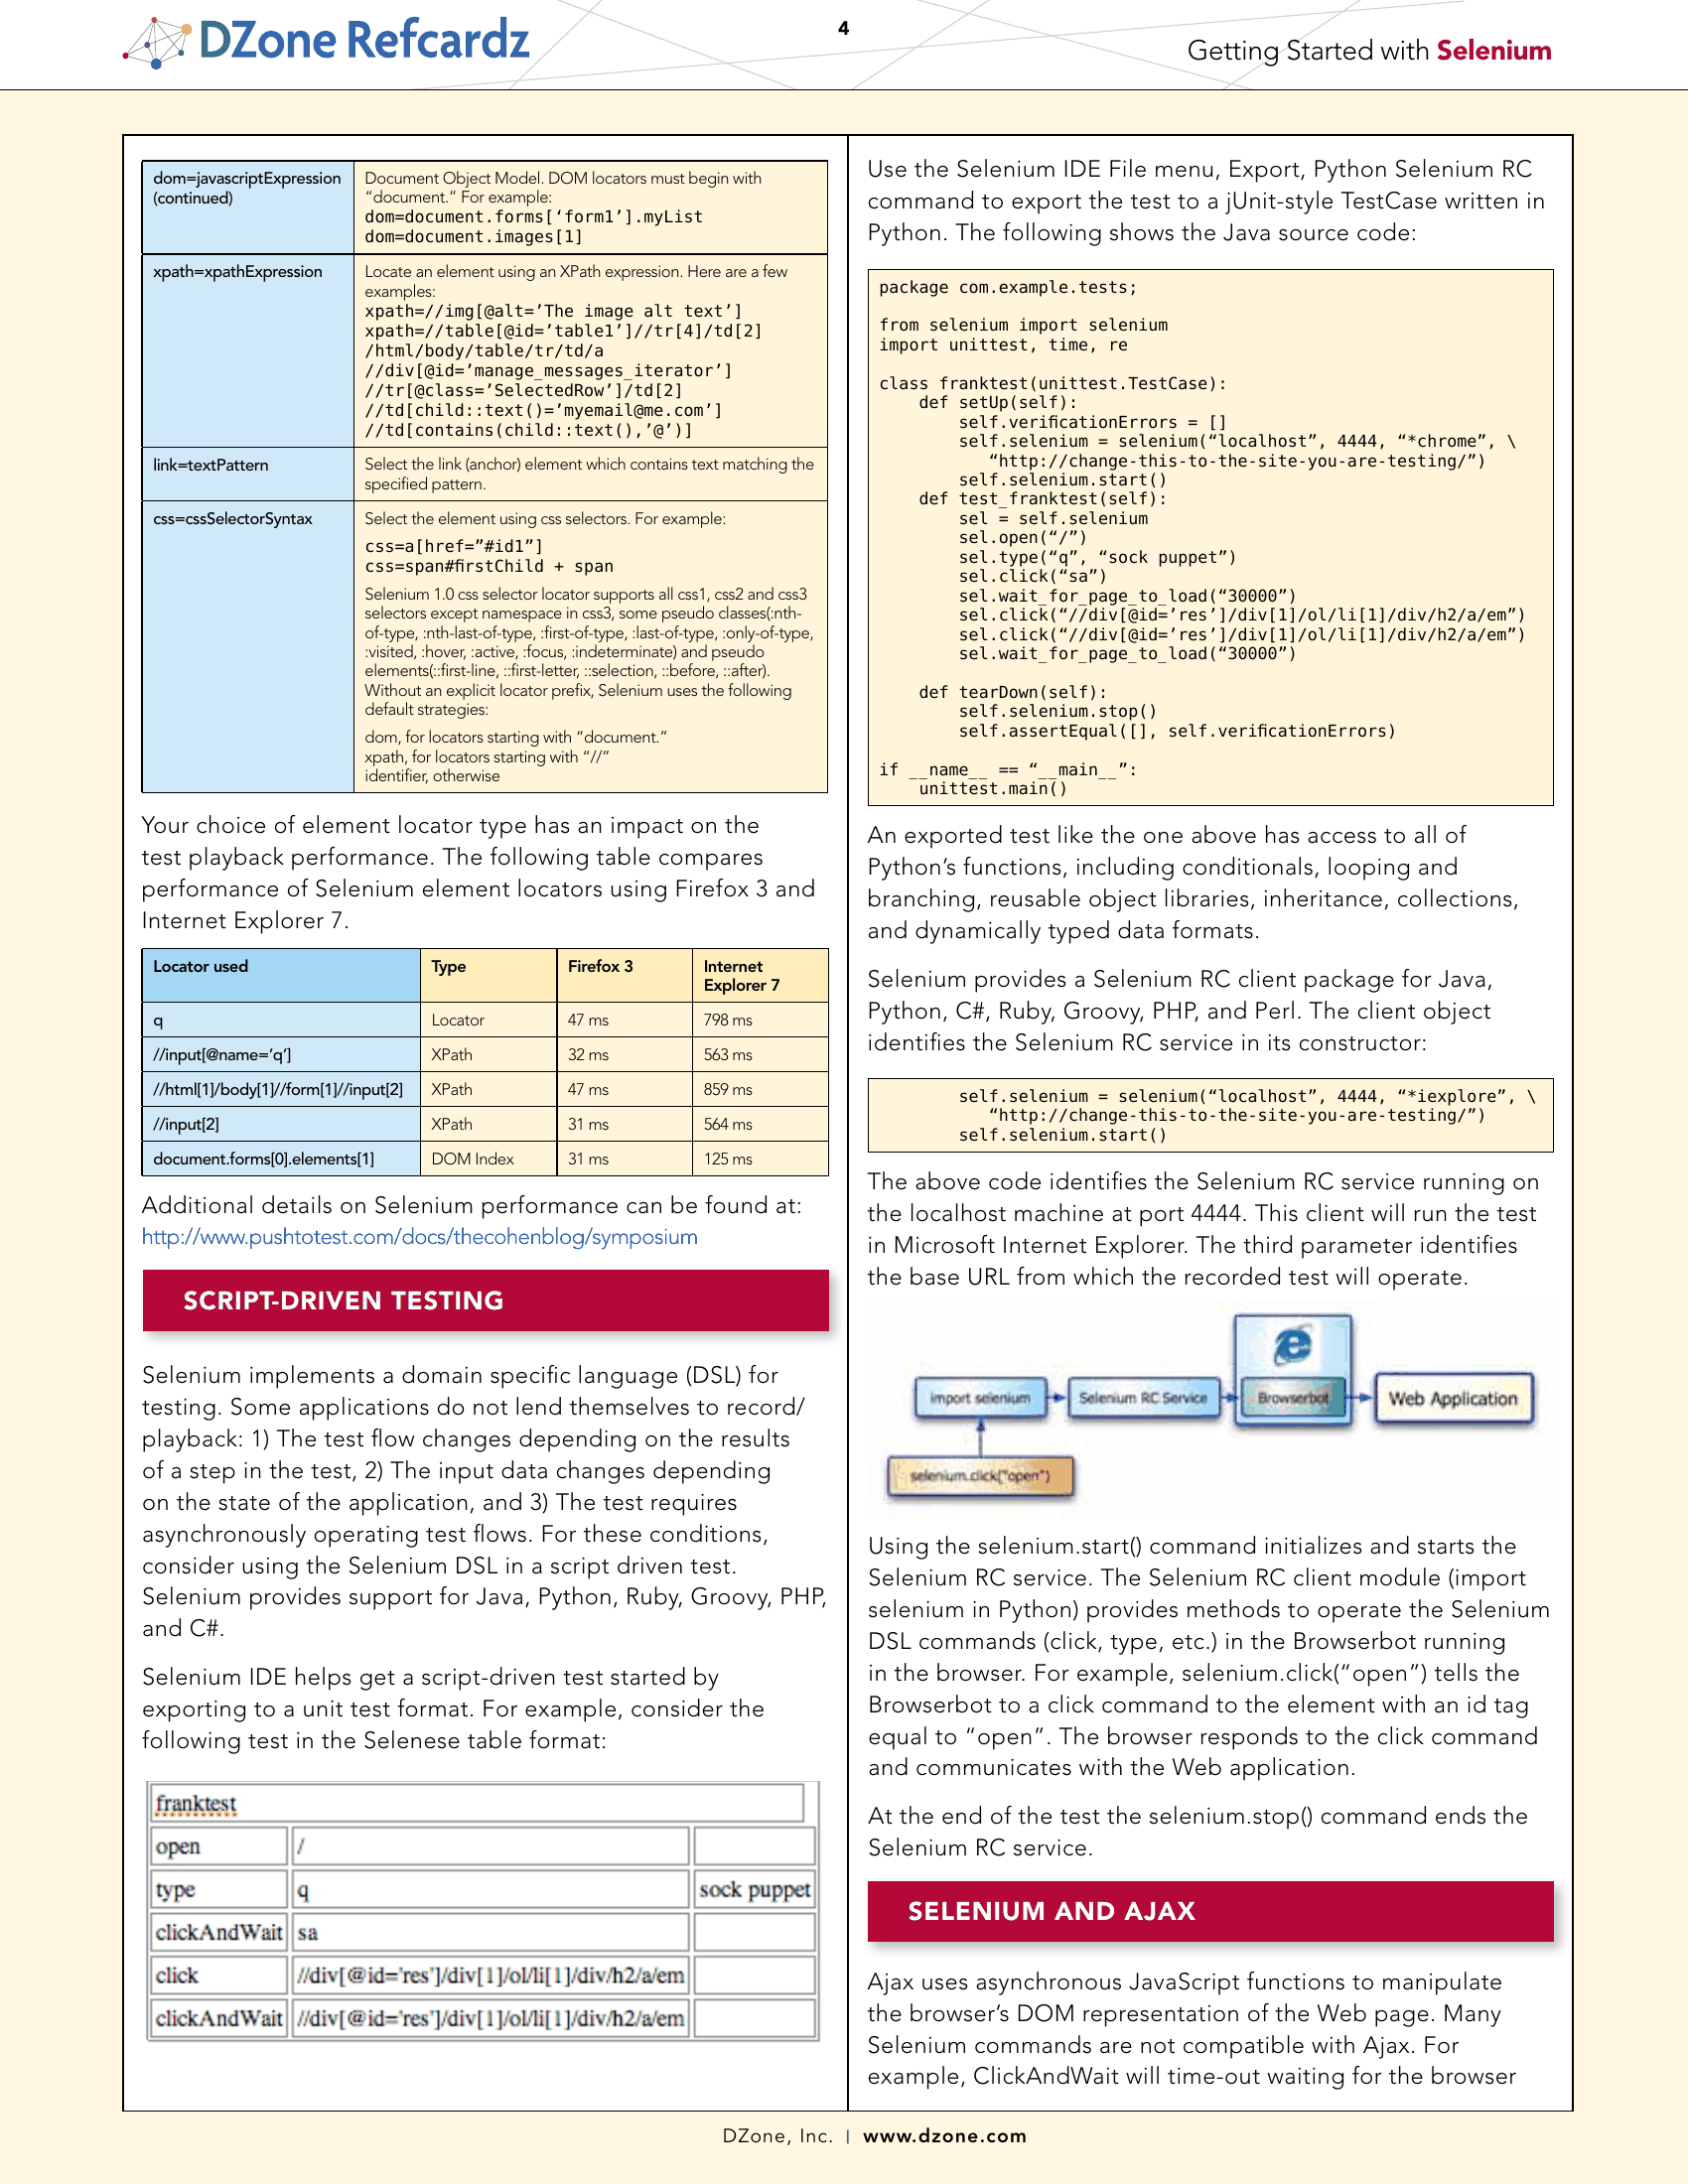 DZone Refcardz
4
Getting Started with Selenium
dom=javascriptExpression
(continued)
Document Object Model. DOM locators must begin with
“document.” For example:
dom=document.forms[‘form1’].myList
dom=document.images[1]
xpath=xpathExpression
Locate an element using an XPath expression. Here are a few
examples:
xpath=//img[@alt=’The image alt text’]
xpath=//table[@id=’table1’]//tr[4]/td[2]
/html/body/table/tr/td/a
//div[@id=’manage_messages_iterator’]
//tr[@class=’SelectedRow’]/td[2]
//td[child::text()=’myemail@me.com’]
//td[contains(child::text(),’@’)]
link=textPattern
Select the link (anchor) element which contains text matching the
specified pattern.
css=cssSelectorSyntax
Select the element using css selectors. For example:
css=a[href=”#id1”]
css=span#firstChild + span
Selenium 1.0 css selector locator supports all css1, css2 and css3
selectors except namespace in css3, some pseudo classes(:nth-
of-type, :nth-last-of-type, :first-of-type, :last-of-type, :only-of-type,
:visited, :hover, :active, :focus, :indeterminate) and pseudo
elements(::first-line, ::first-letter, ::selection, ::before, ::after).
Without an explicit locator prefix, Selenium uses the following
default strategies:
dom, for locators starting with “document.”
xpath, for locators starting with “//”
identifier, otherwise
Your choice of element locator type has an impact on the
test playback performance. The following table compares
performance of Selenium element locators using Firefox 3 and
Internet Explorer 7.
Locator used Type Firefox 3 Internet
Explorer 7
q Locator 47 ms 798 ms
//input[@name=’q’] XPath 32 ms 563 ms
//html[1]/body[1]//form[1]//input[2] XPath 47 ms 859 ms
//input[2] XPath 31 ms 564 ms
document.forms[0].elements[1] DOM Index 31 ms 125 ms
Additional details on Selenium performance can be found at:
http://www.pushtotest.com/docs/thecohenblog/symposium
SCRIPT-DRIVEN TESTING
Selenium implements a domain specific language (DSL) for
testing. Some applications do not lend themselves to record/
playback: 1) The test flow changes depending on the results
of a step in the test, 2) The input data changes depending
on the state of the application, and 3) The test requires
asynchronously operating test flows. For these conditions,
consider using the Selenium DSL in a script driven test.
Selenium provides support for Java, Python, Ruby, Groovy, PHP,
and C#.
Selenium IDE helps get a script-driven test started by
exporting to a unit test format. For example, consider the
following test in the Selenese table format:
franktest
open /
type q sock puppet
clickAndWait sa
click //div[@id='res']/div[1]/ol/li[1]/div/h2/a/em
clickAndWait //div[@id='res']/div[1]/ol/li[1]/div/h2/a/em
Use the Selenium IDE File menu, Export, Python Selenium RC
command to export the test to a jUnit-style TestCase written in
Python. The following shows the Java source code:
package com.example.tests;
from selenium import selenium
import unittest, time, re
class franktest(unittest.TestCase):
def setUp(self):
self.verificationErrors = []
self.selenium = selenium(“localhost”, 4444, “*chrome”, \
“http://change-this-to-the-site-you-are-testing/”)
self.selenium.start()
def test_franktest(self):
sel = self.selenium
sel.open(“/”)
sel.type(“q”, “sock puppet”)
sel.click(“sa”)
sel.wait_for_page_to_load(“30000”)
sel.click(“//div[@id=’res’]/div[1]/ol/li[1]/div/h2/a/em”)
sel.click(“//div[@id=’res’]/div[1]/ol/li[1]/div/h2/a/em”)
sel.wait_for_page_to_load(“30000”)
def tearDown(self):
self.selenium.stop()
self.assertEqual([], self.verificationErrors)
if __name__ == “__main__”:
unittest.main()
An exported test like the one above has access to all of
Python’s functions, including conditionals, looping and
branching, reusable object libraries, inheritance, collections,
and dynamically typed data formats.
Selenium provides a Selenium RC client package for Java,
Python, C#, Ruby, Groovy, PHP, and Perl. The client object
identifies the Selenium RC service in its constructor:
self.selenium = selenium(“localhost”, 4444, “*iexplore”, \
“http://change-this-to-the-site-you-are-testing/”)
self.selenium.start()
The above code identifies the Selenium RC service running on
the localhost machine at port 4444. This client will run the test
in Microsoft Internet Explorer. The third parameter identifies
the base URL from which the recorded test will operate.
import selenium Selenium RC Service Browserbot Web Application
selenium.click("open")
Using the selenium.start() command initializes and starts the
Selenium RC service. The Selenium RC client module (import
selenium in Python) provides methods to operate the Selenium
DSL commands (click, type, etc.) in the Browserbot running
in the browser. For example, selenium.click(“open”) tells the
Browserbot to a click command to the element with an id tag
equal to “open”. The browser responds to the click command
and communicates with the Web application.
At the end of the test the selenium.stop() command ends the
Selenium RC service.
SELENIUM AND AJAX
Ajax uses asynchronous JavaScript functions to manipulate
the browser’s DOM representation of the Web page. Many
Selenium commands are not compatible with Ajax. For
example, ClickAndWait will time-out waiting for the browser
DZone, Inc. | www.dzone.com